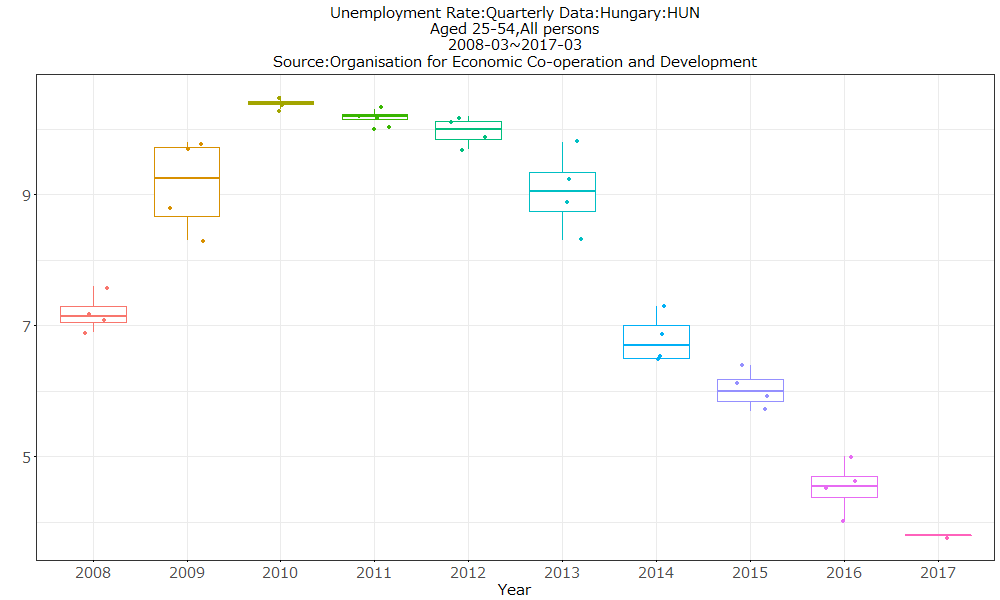 Unemployment Rate:Quarterly Data:Hungary:HUN
Aged 25-54,All persons
2008-03~2017-03
Source:Organisation for Economic Co-operation and Development
9
7
5
2008 2009 2010 2011 2012 2013 2014 2015 2016 2017
Year